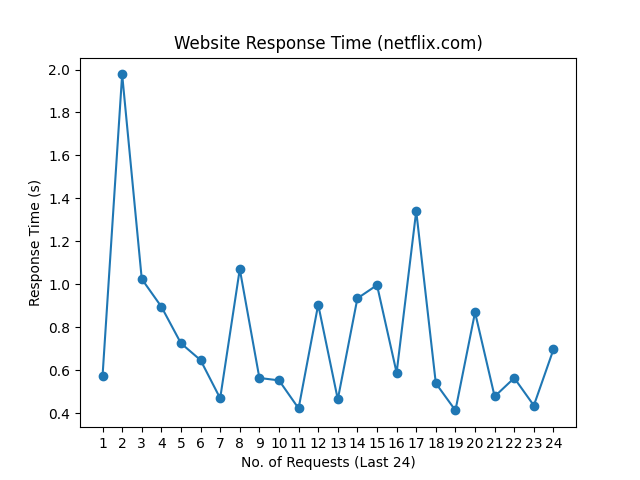 Website Response Time (netflix.com)
Response Time (s)
2.0
1.8
1.6
1.4
1.2
1.0
0.8
0.6
0.4
1 2 3 4 5 6 7 8 9 10 11 12 13 14 15 16 17 18 19 20 21 22 23 24
No. of Requests (Last 24)